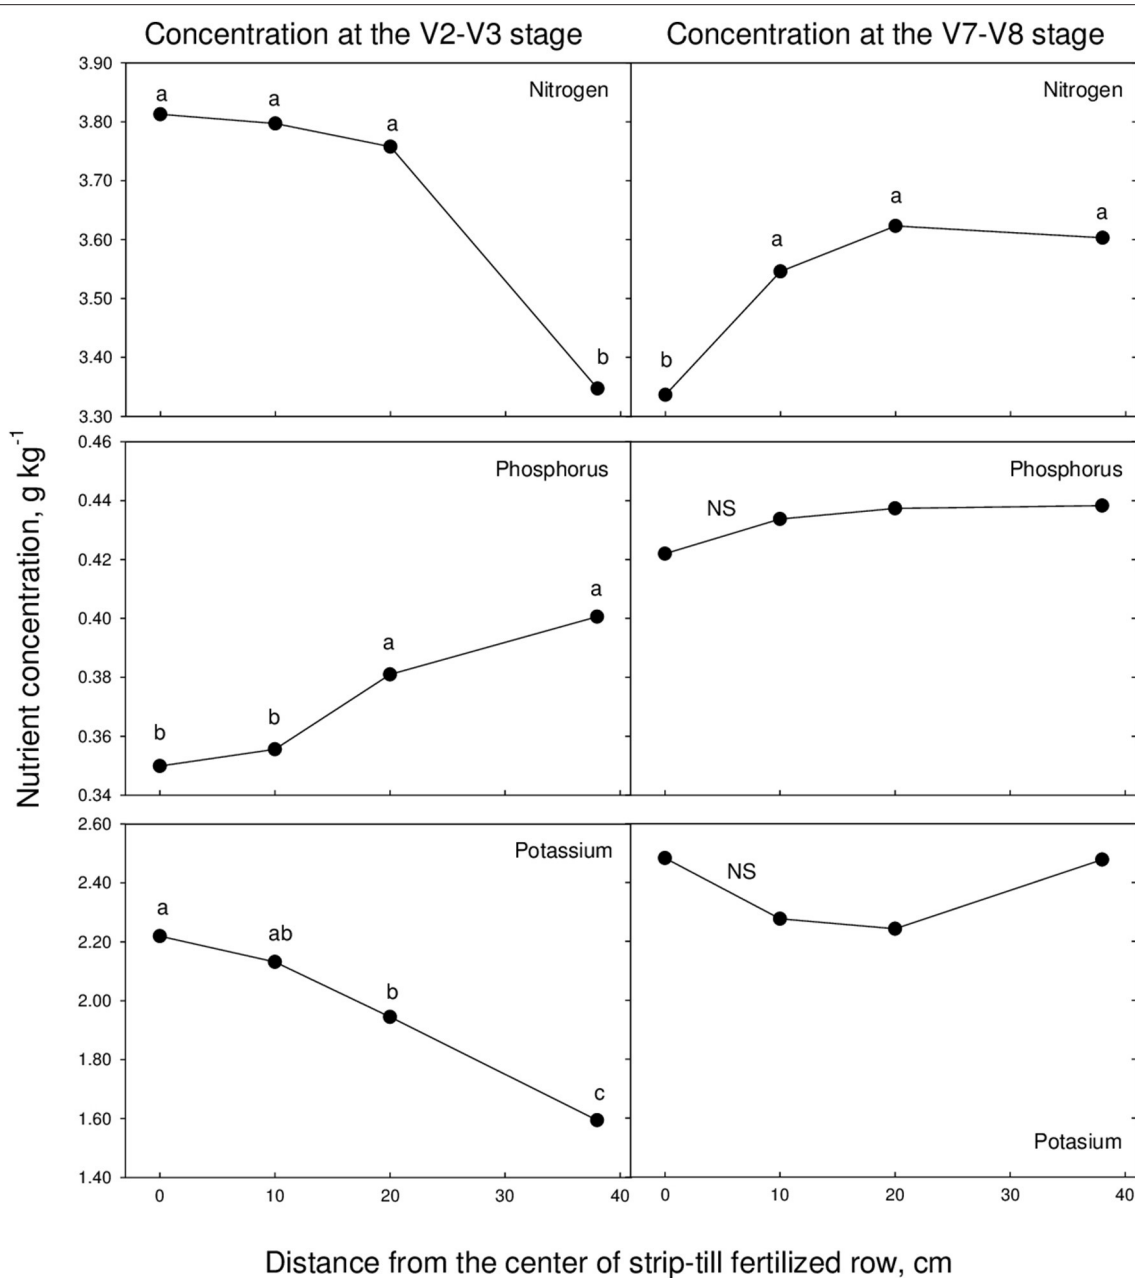 Concentration at the V2-V3 stage
Concentration at the V7-V8 stage
Nutrient concentration, g kg-1
3.90
3.80
3.70
3.60
3.50
3.40
3.30
Nitrogen
a
a
a
b
Nitrogen
b
a
a
a
0.46
0.44
0.42
0.40
0.38
0.36
0.34
Phosphorus
b
b
a
a
Phosphorus
NS
2.60
2.40
2.20
2.00
1.80
1.60
1.40
Potassium
a
ab
b
c
NS
Potasium
0 10 20 30 40
0 10 20 30 40
Distance from the center of strip-till fertilized row, cm